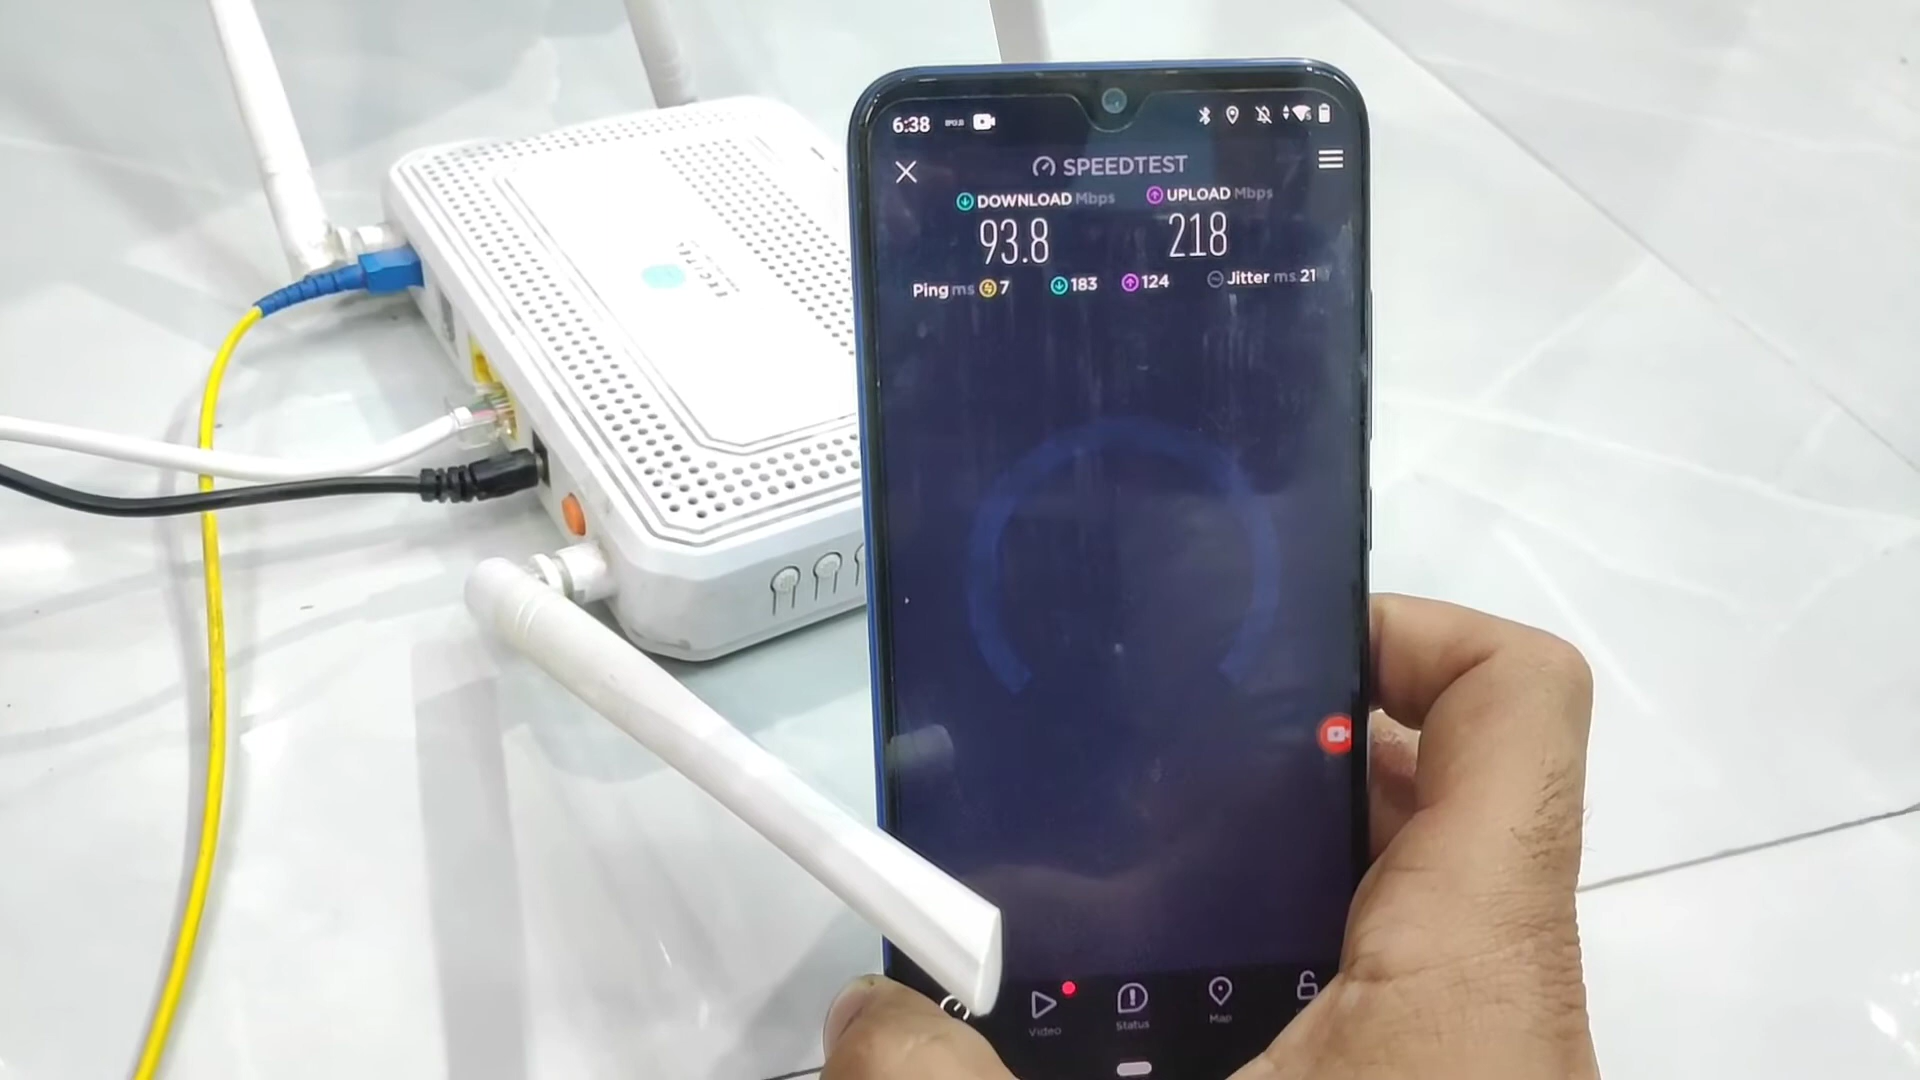 6:38
SPEEDTEST
DOWNLOAD Mbps UPLOAD Mbps
93.8 218
Ping ms 7 183 124 Jitter ms 21
Video Status Map